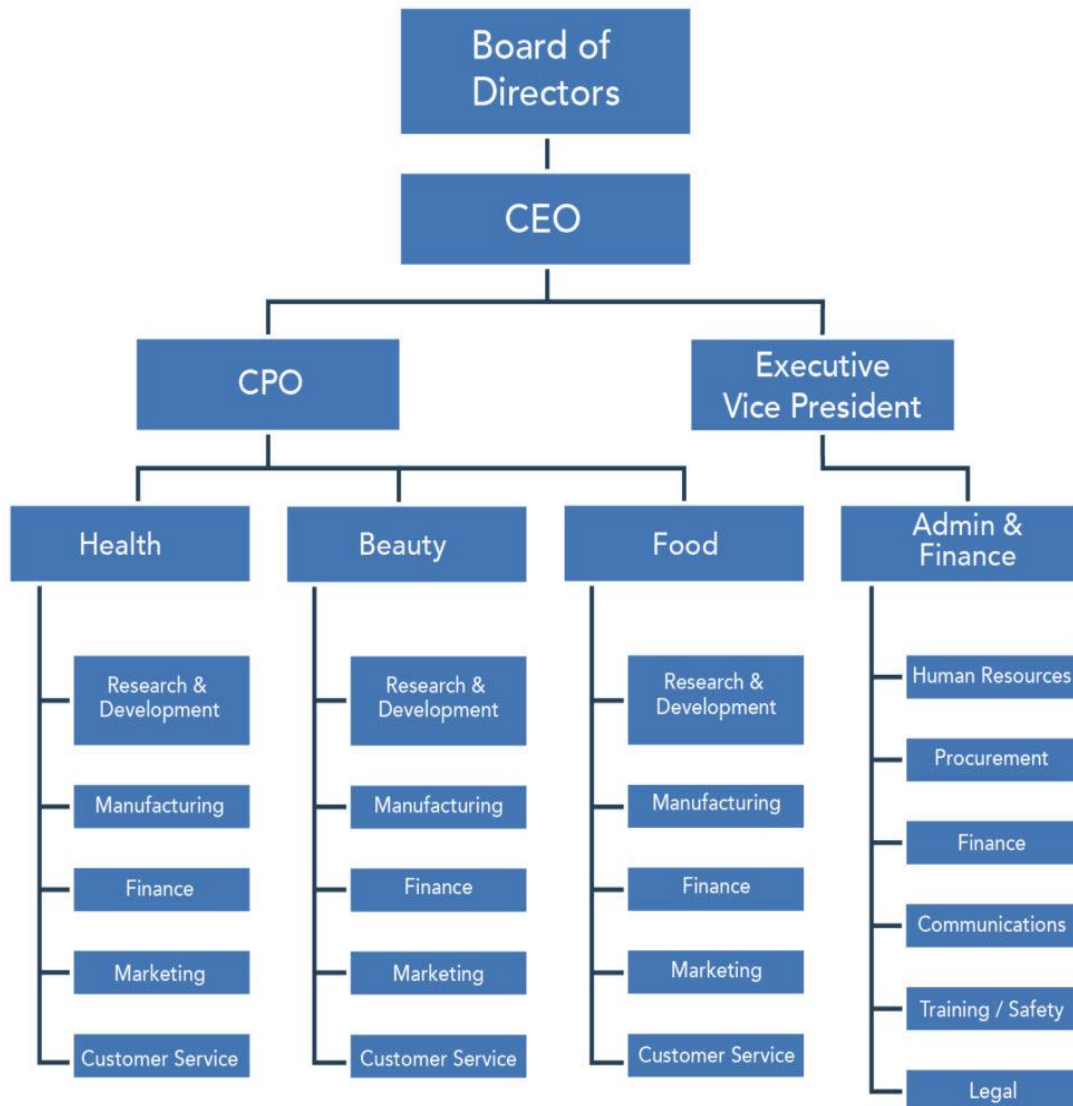 Board of
Directors
CEO
CPO
Executive
Vice President
Health
Beauty
Food
Admin &
Finance
Research &
Development
Manufacturing
Finance
Marketing
Customer Service
Research &
Development
Manufacturing
Finance
Marketing
Customer Service
Research &
Development
Manufacturing
Finance
Marketing
Customer Service
Human Resources
Procurement
Finance
Communications
Training / Safety
Legal